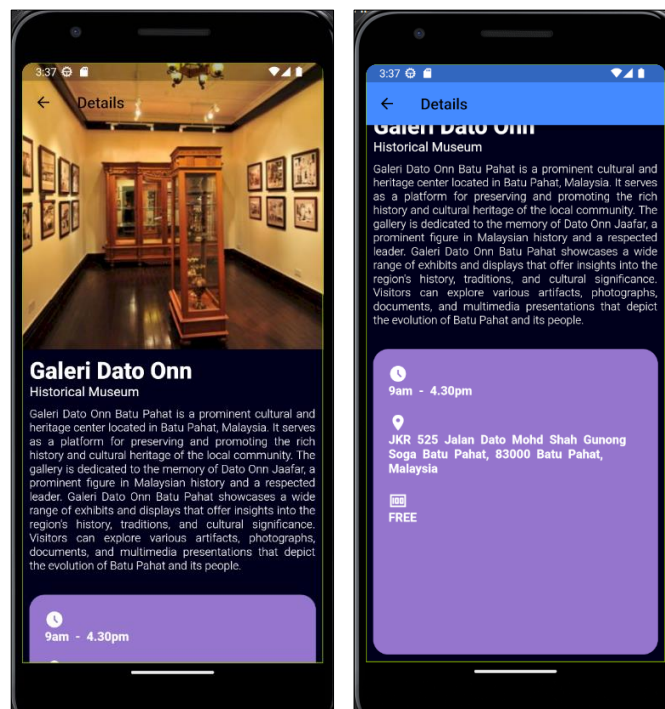 3:37
Details
Galeri Dato Onn
Historical Museum
Galeri Dato Onn Batu Pahat is a prominent cultural and
heritage center located in Batu Pahat, Malaysia. It serves
as a platform for preserving and promoting the rich
history and cultural heritage of the local community. The
gallery is dedicated to the memory of Dato Onn Jaafar, a
prominent figure in Malaysian history and a respected
leader. Galeri Dato Onn Batu Pahat showcases a wide
range of exhibits and displays that offer insights into the
region's history, traditions, and cultural significance.
Visitors can explore various artifacts, photographs,
documents, and multimedia presentations that depict
the evolution of Batu Pahat and its people.
9am - 4.30pm
3:37
Details
Galeri Dato Onn
Historical Museum
Galeri Dato Onn Batu Pahat is a prominent cultural and
heritage center located in Batu Pahat, Malaysia. It serves
as a platform for preserving and promoting the rich
history and cultural heritage of the local community. The
gallery is dedicated to the memory of Dato Onn Jaafar, a
prominent figure in Malaysian history and a respected
leader. Galeri Dato Onn Batu Pahat showcases a wide
range of exhibits and displays that offer insights into the
region's history, traditions, and cultural significance.
Visitors can explore various artifacts, photographs,
documents, and multimedia presentations that depict
the evolution of Batu Pahat and its people.
9am - 4.30pm
JKR 525 Jalan Dato Mohd Shah Gunong
Soga Batu Pahat, 83000 Batu Pahat,
Malaysia
FREE